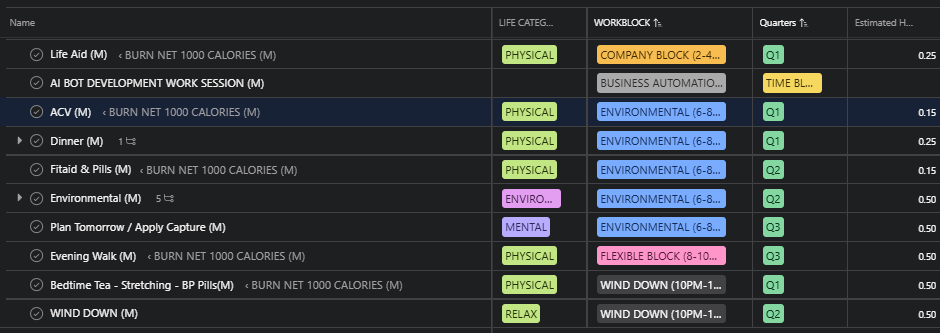 Name LIFE CATEG... WORKBLOCK Quarters Estimated H...
Life Aid (M) ‹ BURN NET 1000 CALORIES (M) PHYSICAL COMPANY BLOCK (2-4... Q1 0.25
AI BOT DEVELOPMENT WORK SESSION (M) BUSINESS AUTOMATIO... TIME BL...
ACV (M) ‹ BURN NET 1000 CALORIES (M) PHYSICAL ENVIRONMENTAL (6-8... Q1 0.15
Dinner (M) 1 PHYSICAL ENVIRONMENTAL (6-8... Q1 0.25
Fitaid & Pills (M) ‹ BURN NET 1000 CALORIES (M) PHYSICAL ENVIRONMENTAL (6-8... Q2 0.15
Environmental (M) 5 ENVIRO... ENVIRONMENTAL (6-8... Q2 0.50
Plan Tomorrow / Apply Capture (M) MENTAL ENVIRONMENTAL (6-8... Q3 0.50
Evening Walk (M) ‹ BURN NET 1000 CALORIES (M) PHYSICAL FLEXIBLE BLOCK (8-10... Q3 0.50
Bedtime Tea - Stretching - BP Pills(M) ‹ BURN NET 1000 CALORIES (M) PHYSICAL WIND DOWN (10PM-1... Q1 0.50
WIND DOWN (M) RELAX WIND DOWN (10PM-1... Q2 0.50